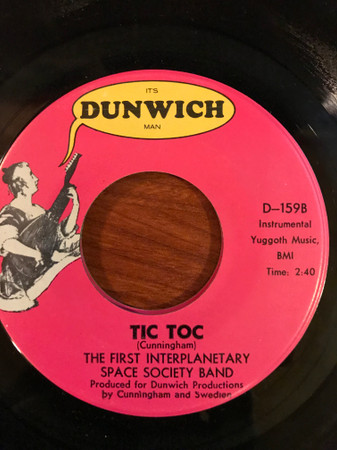 IT'S
DUNWICH
MAN
D–159B
Instrumental
Yuggoth Music,
BMI
Time: 2:40
TIC TOC
(Cunningham)
THE FIRST INTERPLANETARY
SPACE SOCIETY BAND
Produced for Dunwich Productions
by Cunningham and Swedien